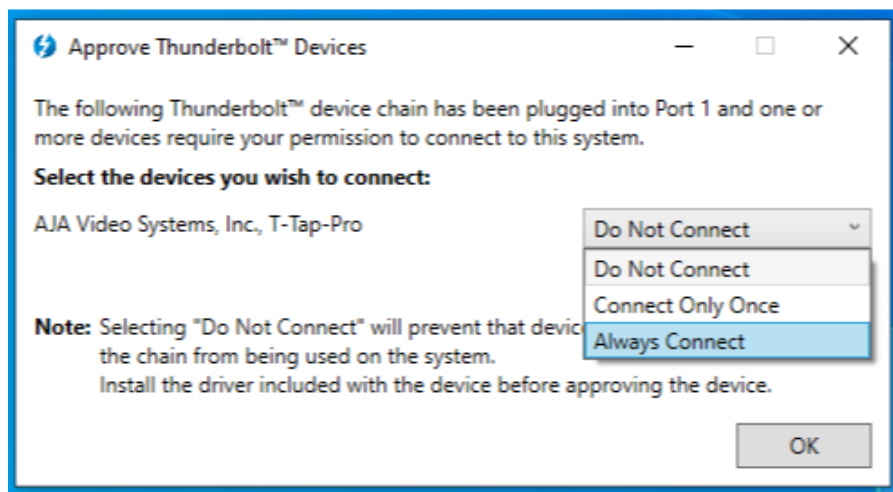 Approve Thunderbolt™ Devices
The following Thunderbolt™ device chain has been plugged into Port 1 and one or
more devices require your permission to connect to this system.
Select the devices you wish to connect:
AJA Video Systems, Inc., T-Tap-Pro
Do Not Connect
Do Not Connect
Connect Only Once
Always Connect
Note: Selecting "Do Not Connect" will prevent that
the chain from being used on the system.
Install the driver included with the device before approving the device.
OK